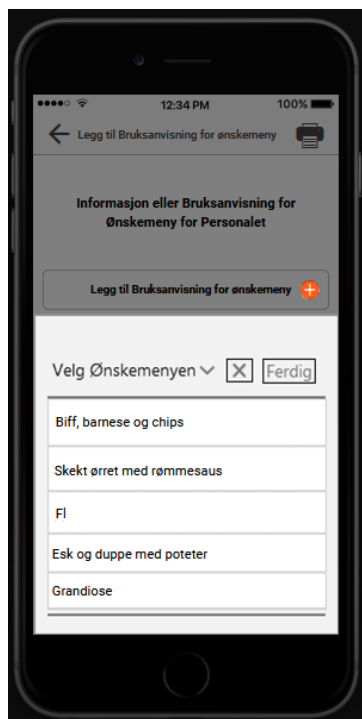 12:34 PM
100%
Legg til Bruksanvisning for ønskemeny
Informasjon eller Bruksanvisning for
Ønskemeny for Personalet
Legg til Bruksanvisning for ønskemeny
Velg Ønskemenyen
Ferdig
Biff, barnese og chips
Skekt ørret med rømmesaus
Fl
Esk og duppe med poteter
Grandiose